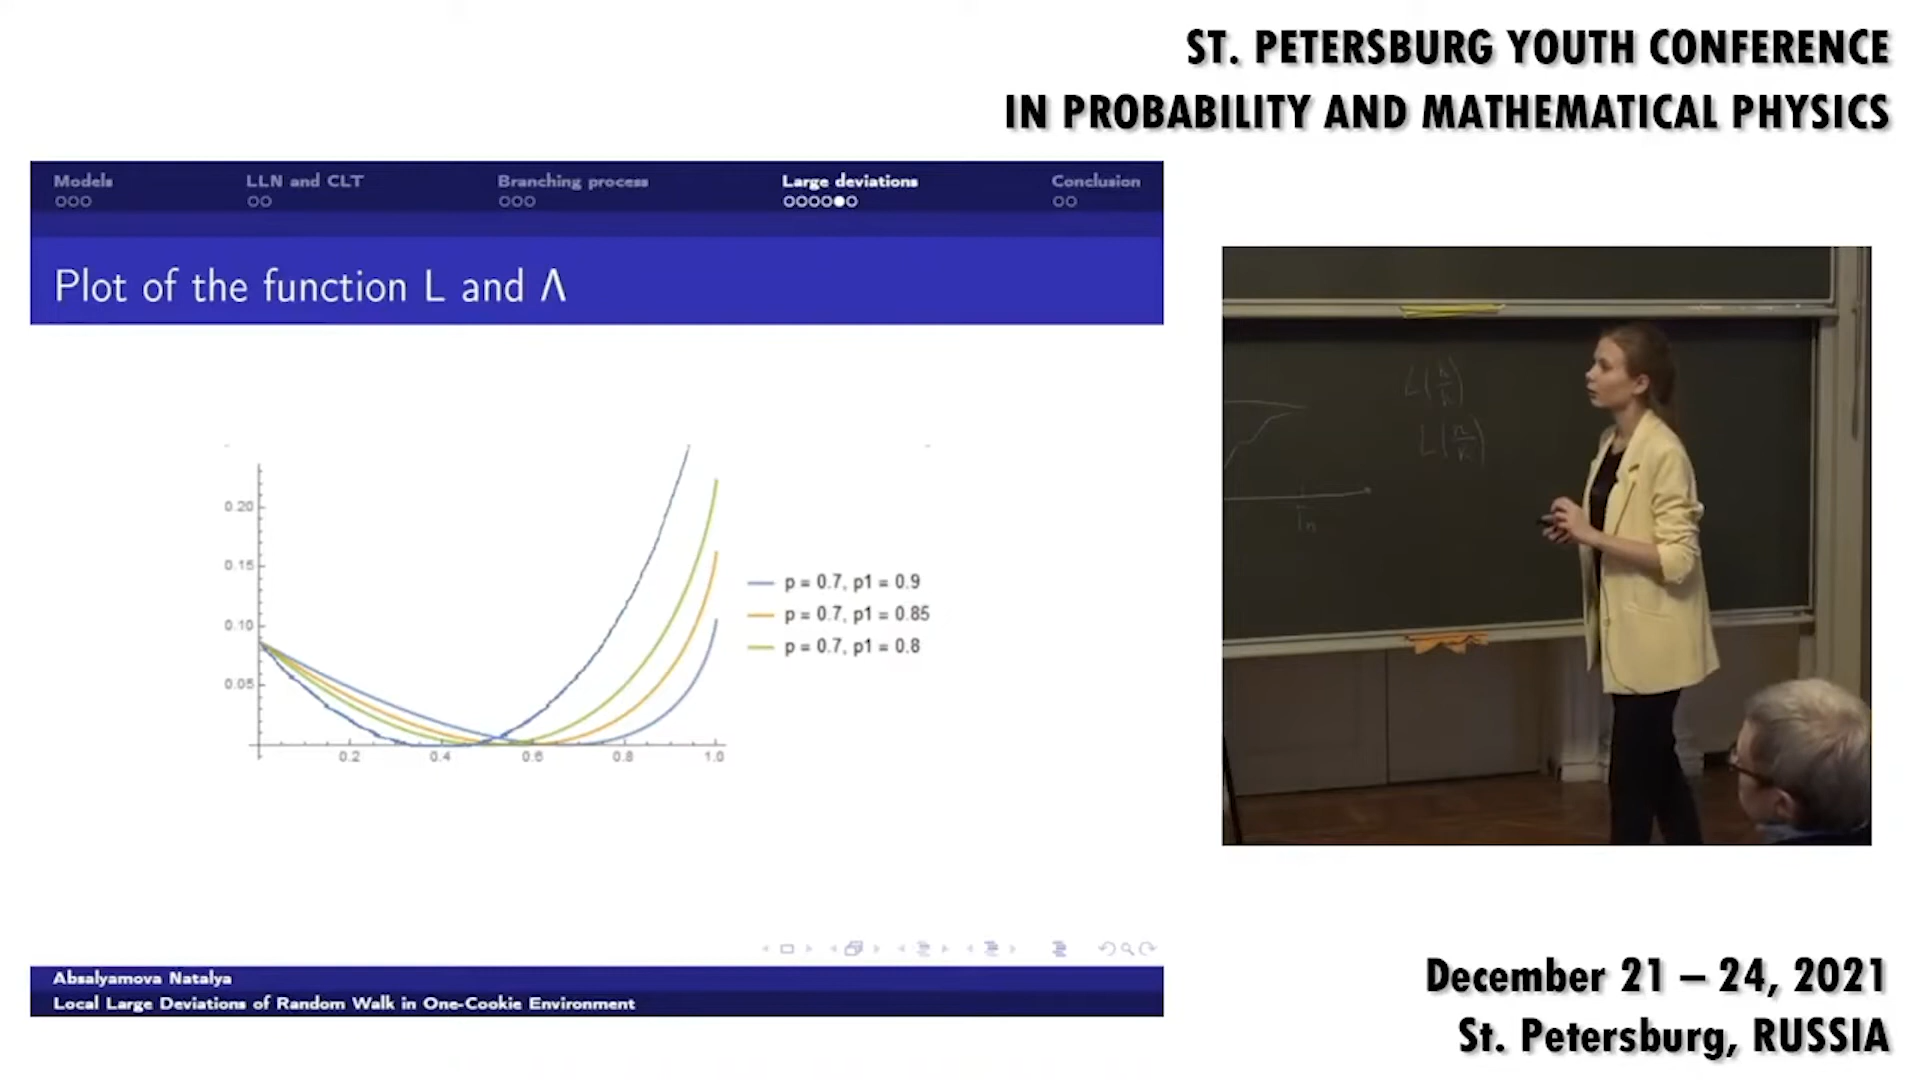 ST. PETERSBURG YOUTH CONFERENCE
IN PROBABILITY AND MATHEMATICAL PHYSICS
Models
LLN and CLT
Branching process
Large deviations
Conclusion
Plot of the function L and Λ
0.20
0.15
0.10
0.05
0.2
0.4
0.6
0.8
1.0
p = 0.7, p1 = 0.9
p = 0.7, p1 = 0.85
p = 0.7, p1 = 0.8
Tn
Absalyamova Natalya
Local Large Deviations of Random Walk in One-Cookie Environment
December 21 – 24, 2021
St. Petersburg, RUSSIA